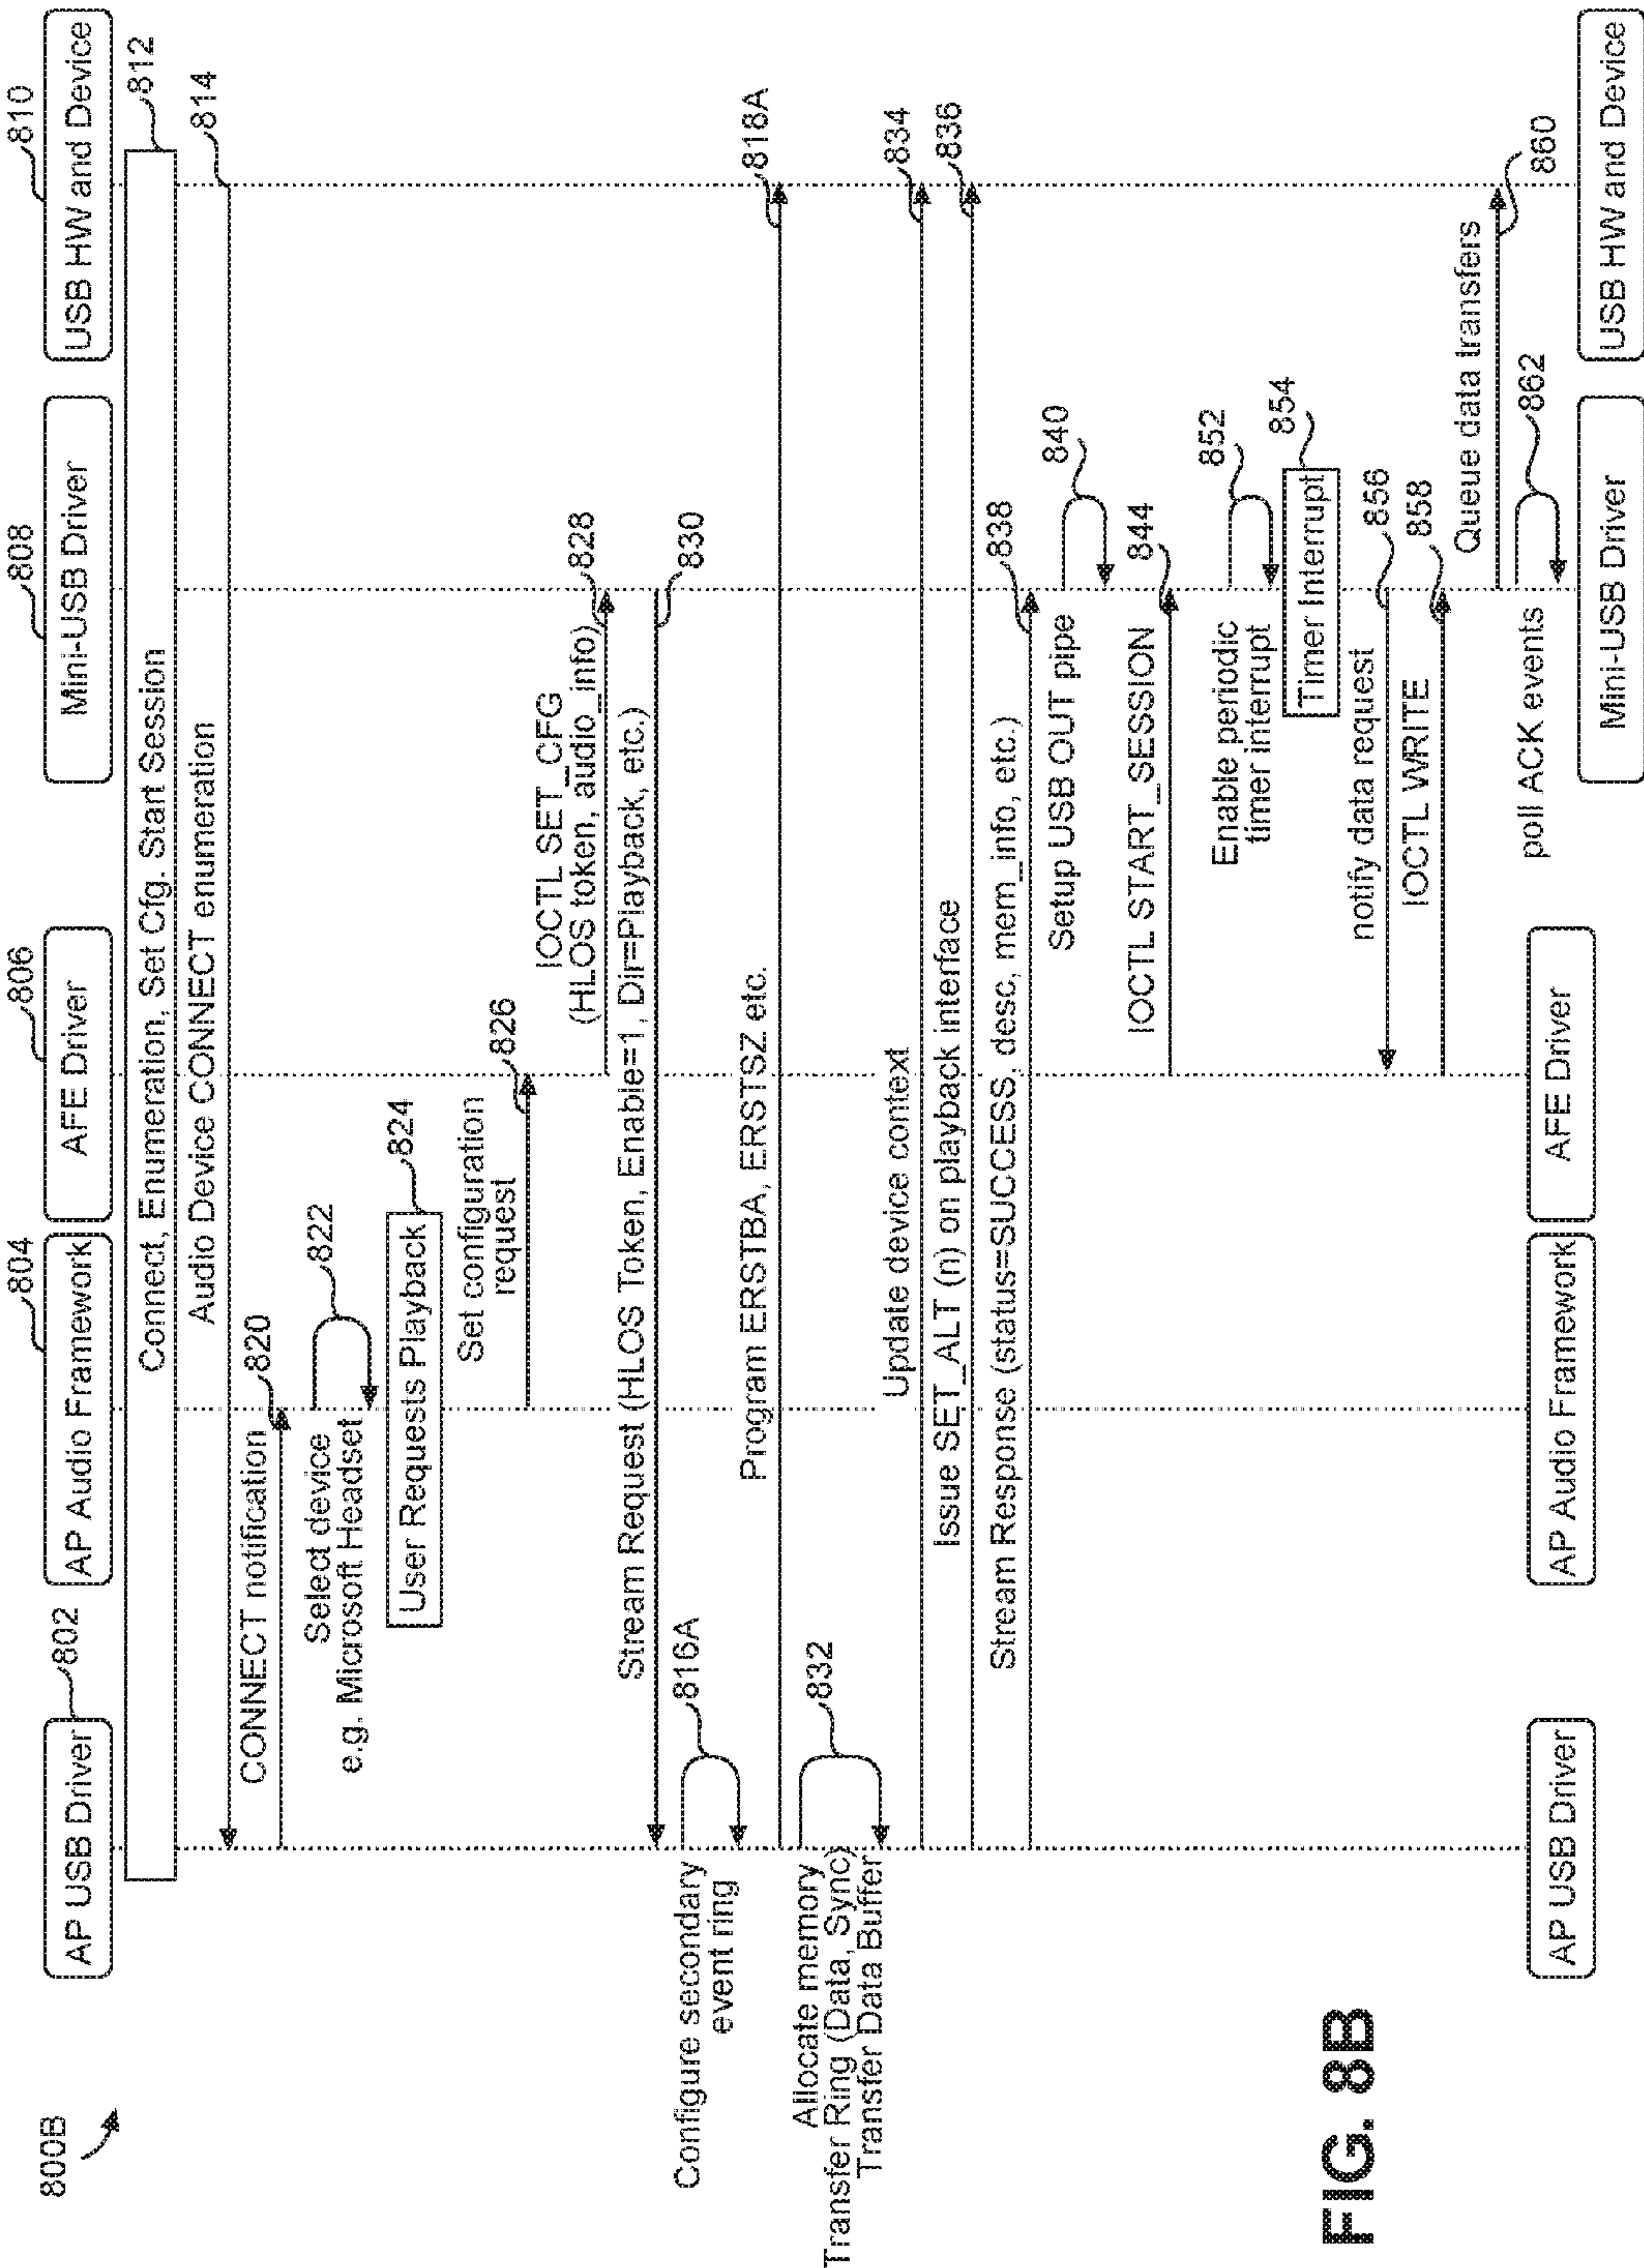 800B
802
804
806
808
810
AP USB Driver
AP Audio Framework
AFE Driver
Mini-USB Driver
USB HW and Device
Connect, Enumeration, Set Cfg. Start Session
812
Audio Device CONNECT enumeration
814
CONNECT notification
820
Select device
e.g. Microsoft Headset
822
User Requests Playback
824
Set configuration
request
826
IOCTL SET_CFG
(HLOS token, audio_info)
828
Stream Request (HLOS Token, Enable=1, Dir=Playback, etc.)
830
Configure secondary
event ring
816A
Program ERSTBA, ERSTSZ etc.
818A
Allocate memory
Transfer Ring (Data, Sync)
Transfer Data Buffer
832
Update device context
834
Issue SET_ALT (n) on playback interface
836
Stream Response (status=SUCCESS, desc, mem_info, etc.)
838
Setup USB OUT pipe
840
IOCTL START_SESSION
844
Enable periodic
timer interrupt
852
Timer Interrupt
854
notify data request
856
IOCTL WRITE
858
Queue data transfers
860
poll ACK events
862
AP USB Driver
AP Audio Framework
AFE Driver
Mini-USB Driver
USB HW and Device
FIG. 8B